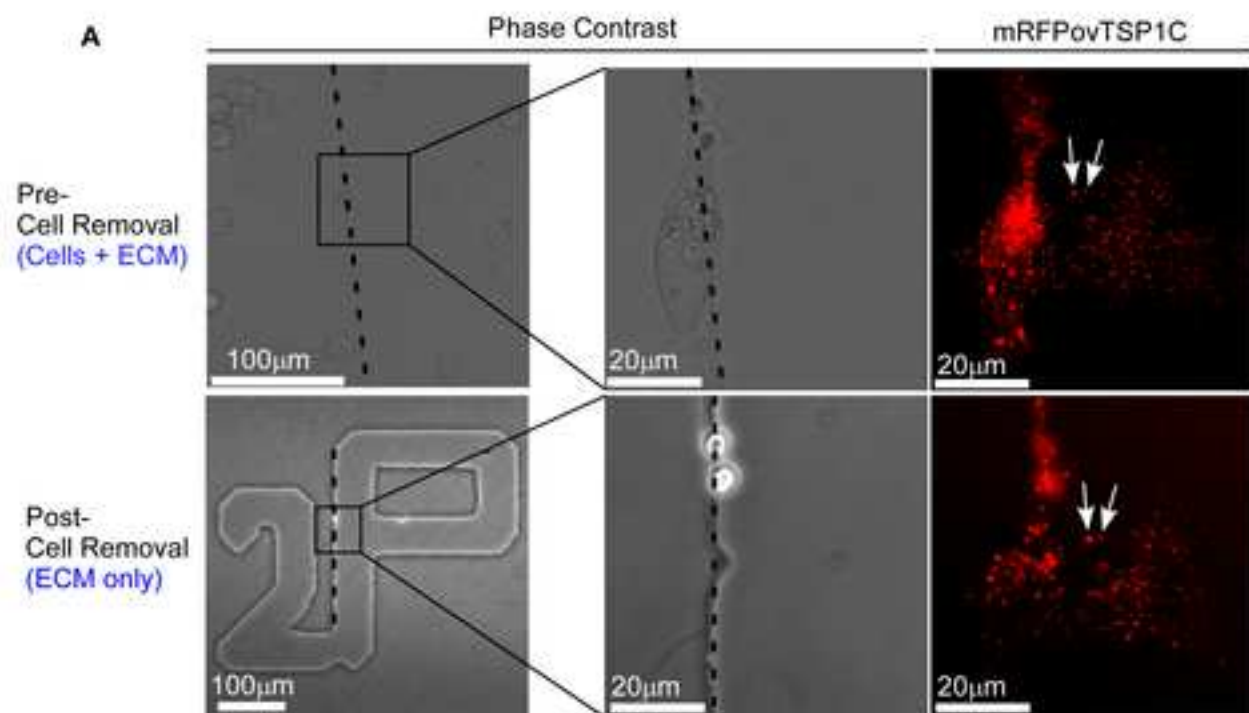 A
Phase Contrast
mRFPovTSP1C
Pre-
Cell Removal
(Cells + ECM)
100μm
20μm
20μm
Post-
Cell Removal
(ECM only)
2P
100μm
20μm
20μm